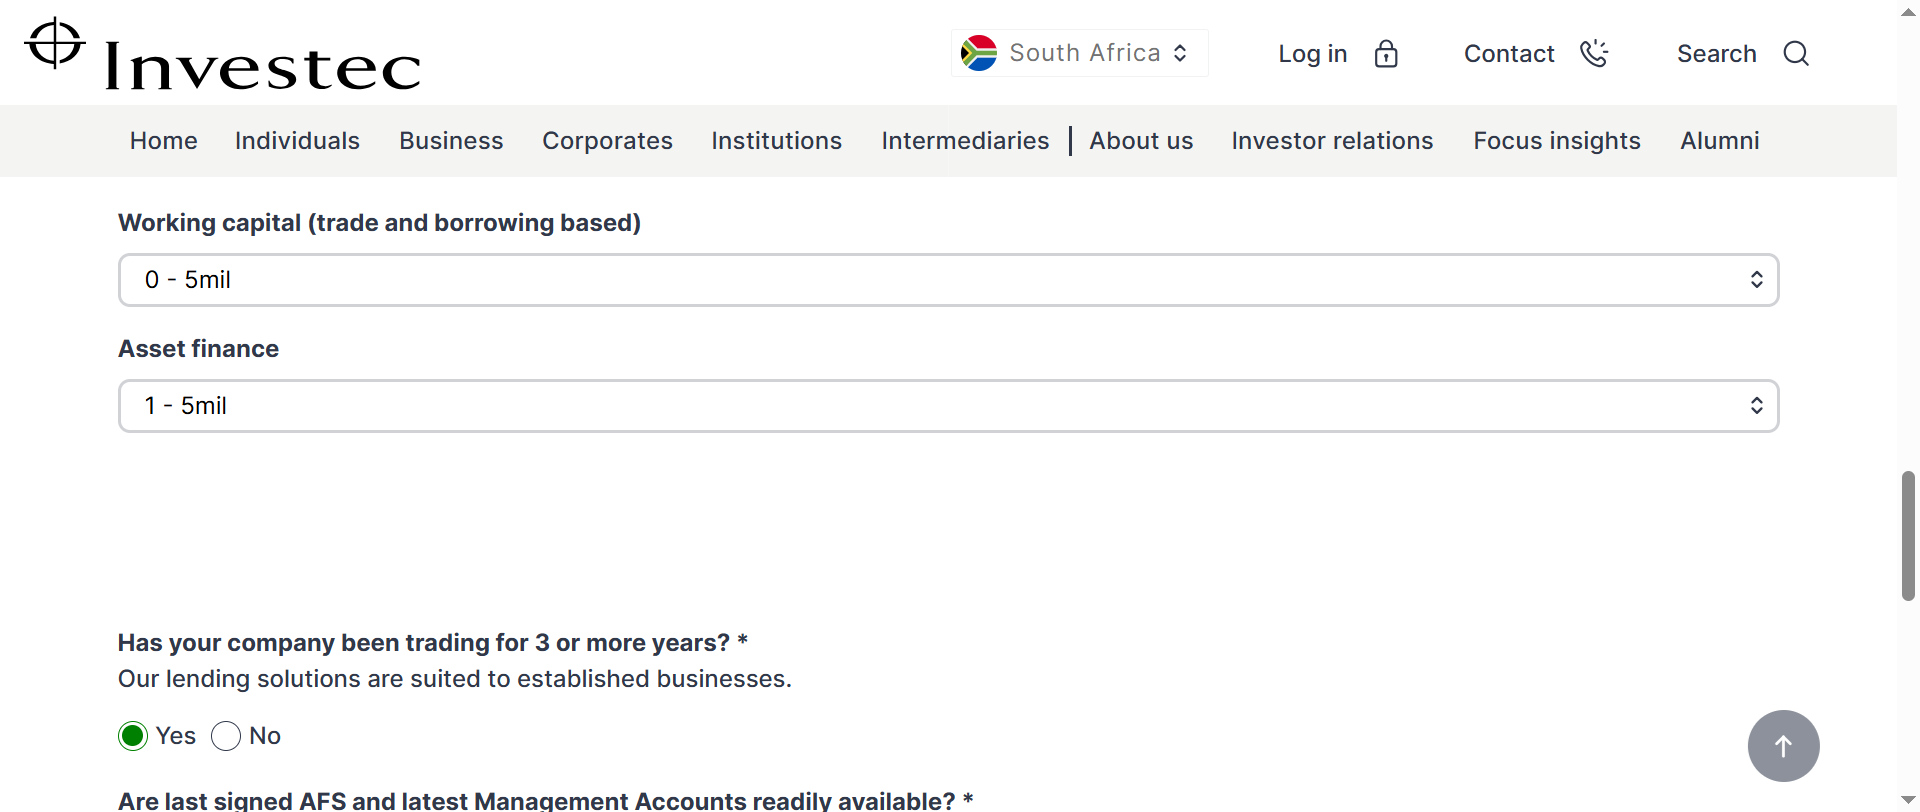 Investec
South Africa
Log in
Contact
Search
Home Individuals Business Corporates Institutions Intermediaries About us Investor relations Focus insights Alumni
Working capital (trade and borrowing based)
0 - 5mil
Asset finance
1 - 5mil
Has your company been trading for 3 or more years? *
Our lending solutions are suited to established businesses.
Yes No
Are last signed AFS and latest Management Accounts readily available? *